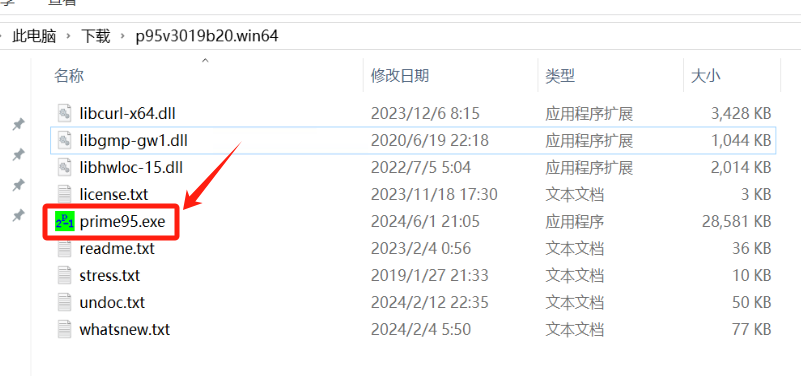 查看
此电脑 下载 p95v3019b20.win64
名称 修改日期 类型 大小
libcurl-x64.dll 2023/12/6 8:15 应用程序扩展 3,428 KB
libgmp-gw1.dll 2020/6/19 22:18 应用程序扩展 1,044 KB
libhwloc-15.dll 2022/7/5 5:04 应用程序扩展 2,014 KB
license.txt 2023/11/18 17:30 文本文档 3 KB
prime95.exe 2024/6/1 21:05 应用程序 28,581 KB
readme.txt 2023/2/4 0:56 文本文档 36 KB
stress.txt 2019/1/27 21:33 文本文档 10 KB
undoc.txt 2024/2/12 22:35 文本文档 50 KB
whatsnew.txt 2024/2/4 5:50 文本文档 77 KB